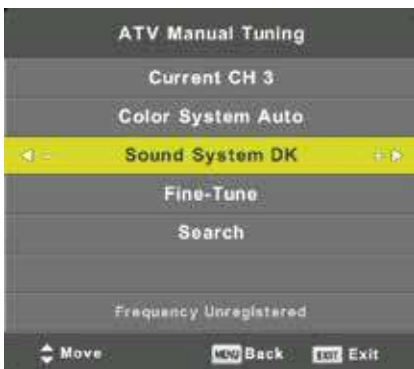 ATV Manual Tuning
Current CH 3
Color System Auto
Sound System DK
Fine-Tune
Search
Frequency Unregistered
Move MENU Back EXIT Exit